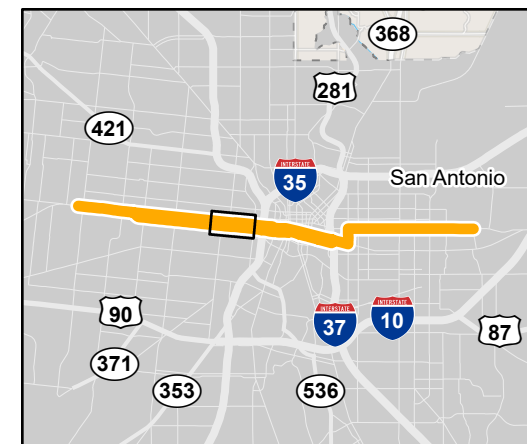 368
281
421
INTERSTATE
35
San Antonio
90
INTERSTATE
37
INTERSTATE
10
87
371
353
536